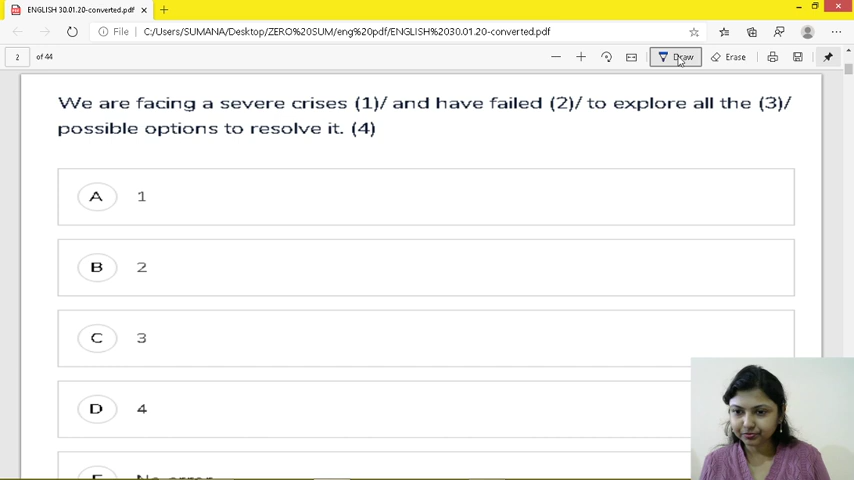 ENGLISH 30.01.20-converted.pdf
File
C:/Users/SUMANA/Desktop/ZERO%20SUM/eng%20pdf/ENGLISH%2030.01.20-converted.pdf
2 of 44
Draw
Erase
We are facing a severe crises (1)/ and have failed (2)/ to explore all the (3)/
possible options to resolve it. (4)
A 1
B 2
C 3
D 4
E No error